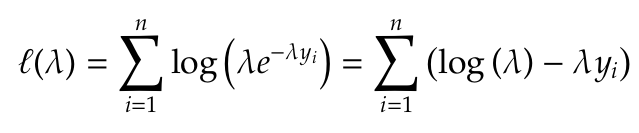 ℓ(λ) = ∑_{i=1}^{n} log(λe^{−λy_i}) = ∑_{i=1}^{n} (log(λ) − λy_i)